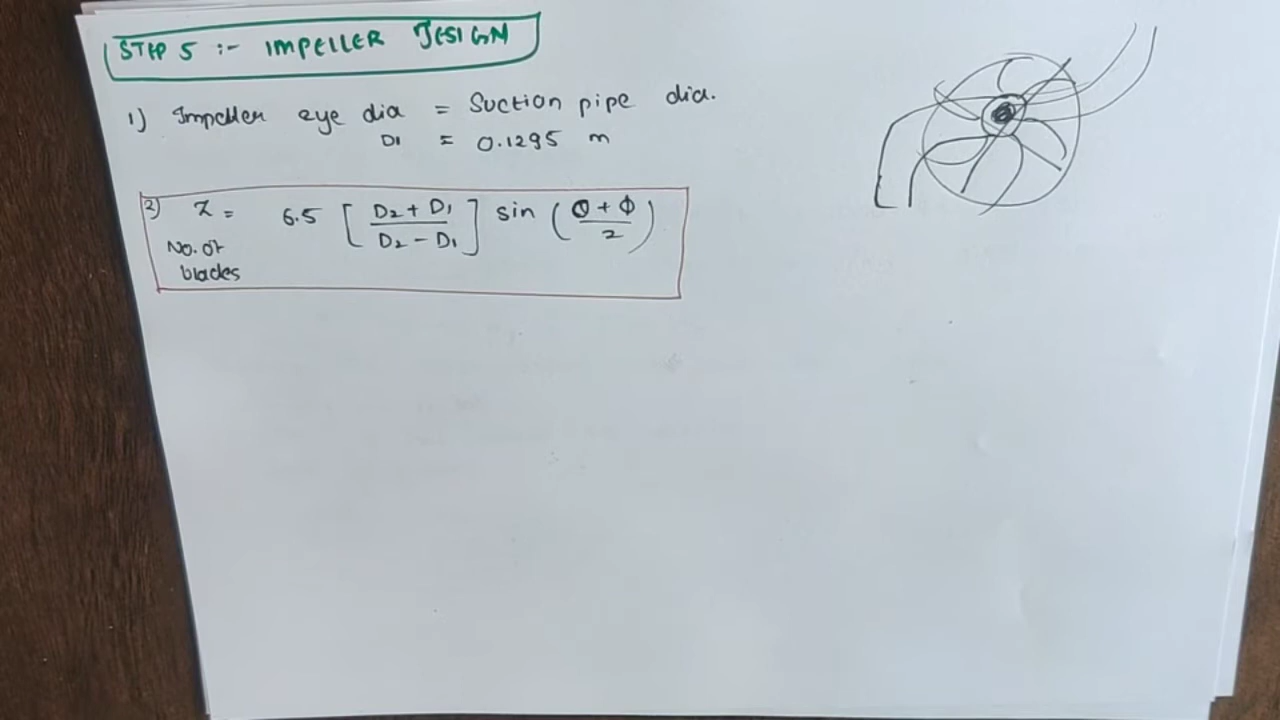 STEP 5 :- IMPELLER DESIGN
1) Impeller eye dia = Suction pipe dia.
D1 = 0.1295 m
2) Z = 6.5 [ (D2 + D1) / (D2 - D1) ] sin ( (θ + Φ) / 2 )
No. of
blades